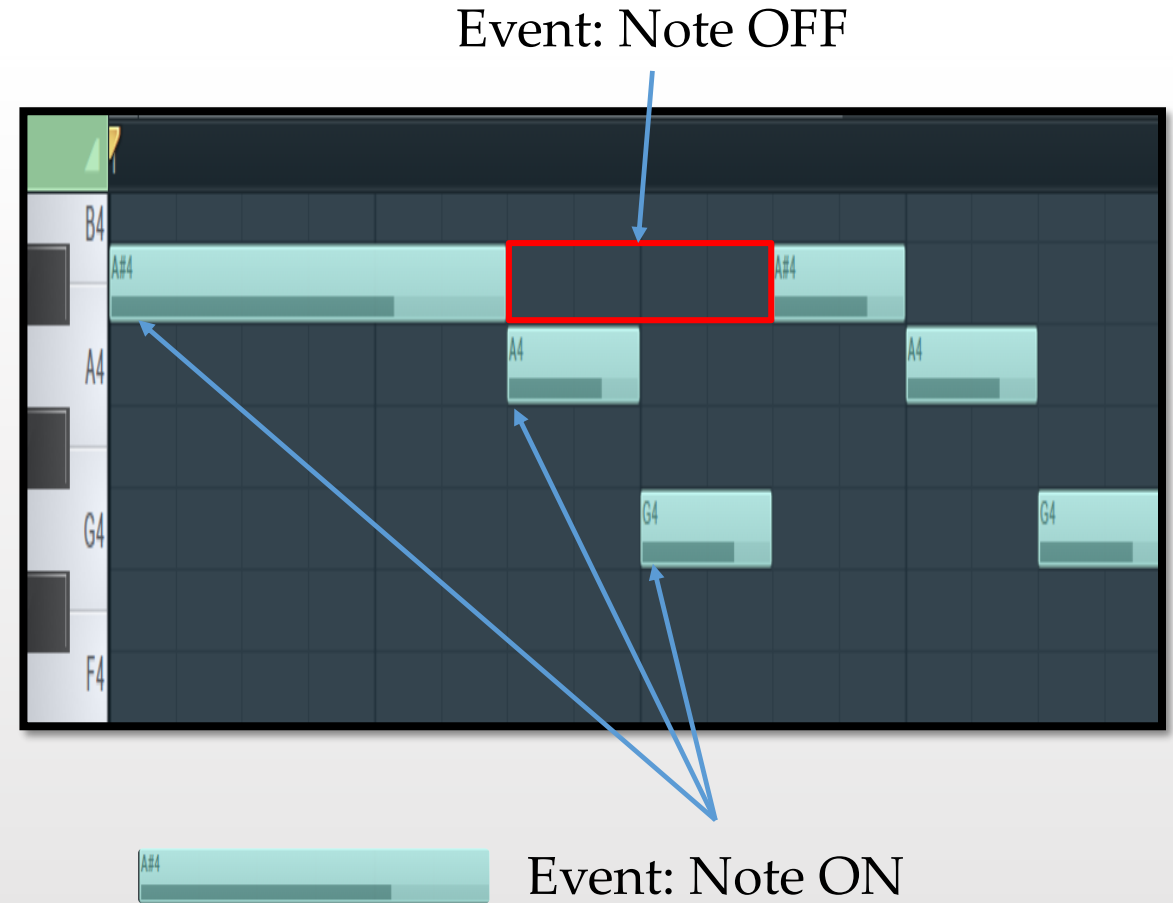 Event: Note OFF
B4
A#4 A#4
A4 A4 A4
G4 G4 G4
F4
A#4
Event: Note ON